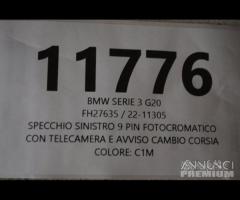 11776
BMW SERIE 3 G20
FH27635 / 22-11305
SPECCHIO SINISTRO 9 PIN FOTOCROMATICO
CON TELECAMERA E AVVISO CAMBIO CORSIA
COLORE: C1M
ANNUNCI
PREMIUM